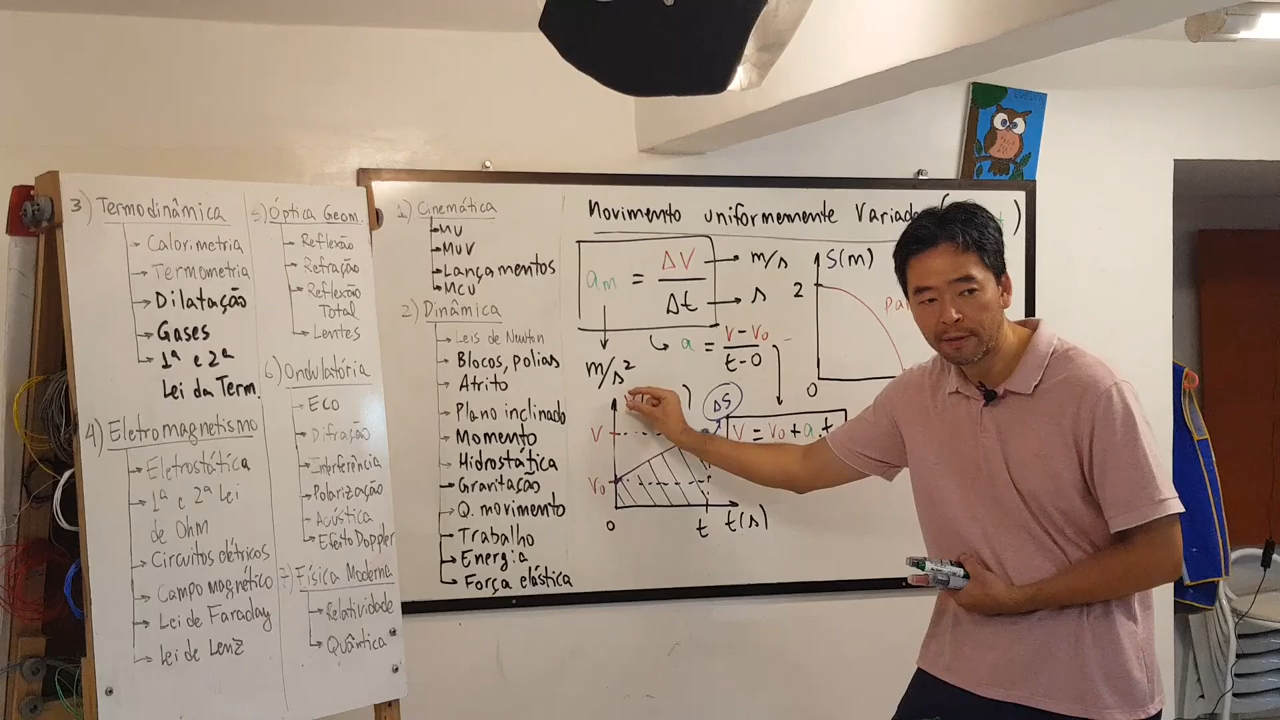 3) Termodinâmica
Calorimetria
Termometria
Dilatação
Gases
1ª e 2ª
Lei da Term.
4) Eletromagnetismo
Eletrostática
1ª e 2ª Lei
de Ohm
Circuitos elétricos
Campo magnético
Lei de Faraday
Lei de Lenz
5) Óptica Geom.
Reflexão
Refração
Reflexão
Total
Lentes
6) Ondulatória
Eco
Difração
Interferência
Polarização
Acústica
Efeito Doppler
7) Física Moderna
Relatividade
Quântica
1) Cinemática
MU
MUV
Lançamentos
MCU
2) Dinâmica
Leis de Newton
Blocos, polias
Atrito
Plano inclinado
Momento
Hidrostática
Gravitação
Q. movimento
Trabalho
Energia
Força elástica
Movimento uniformemente Variado (
am = ΔV/Δt
m/s
s
m/s²
a = v-v₀/t-0
V = V₀ + a.t
ΔS
V
V₀
0
t
t(s)
S(m)
2
0